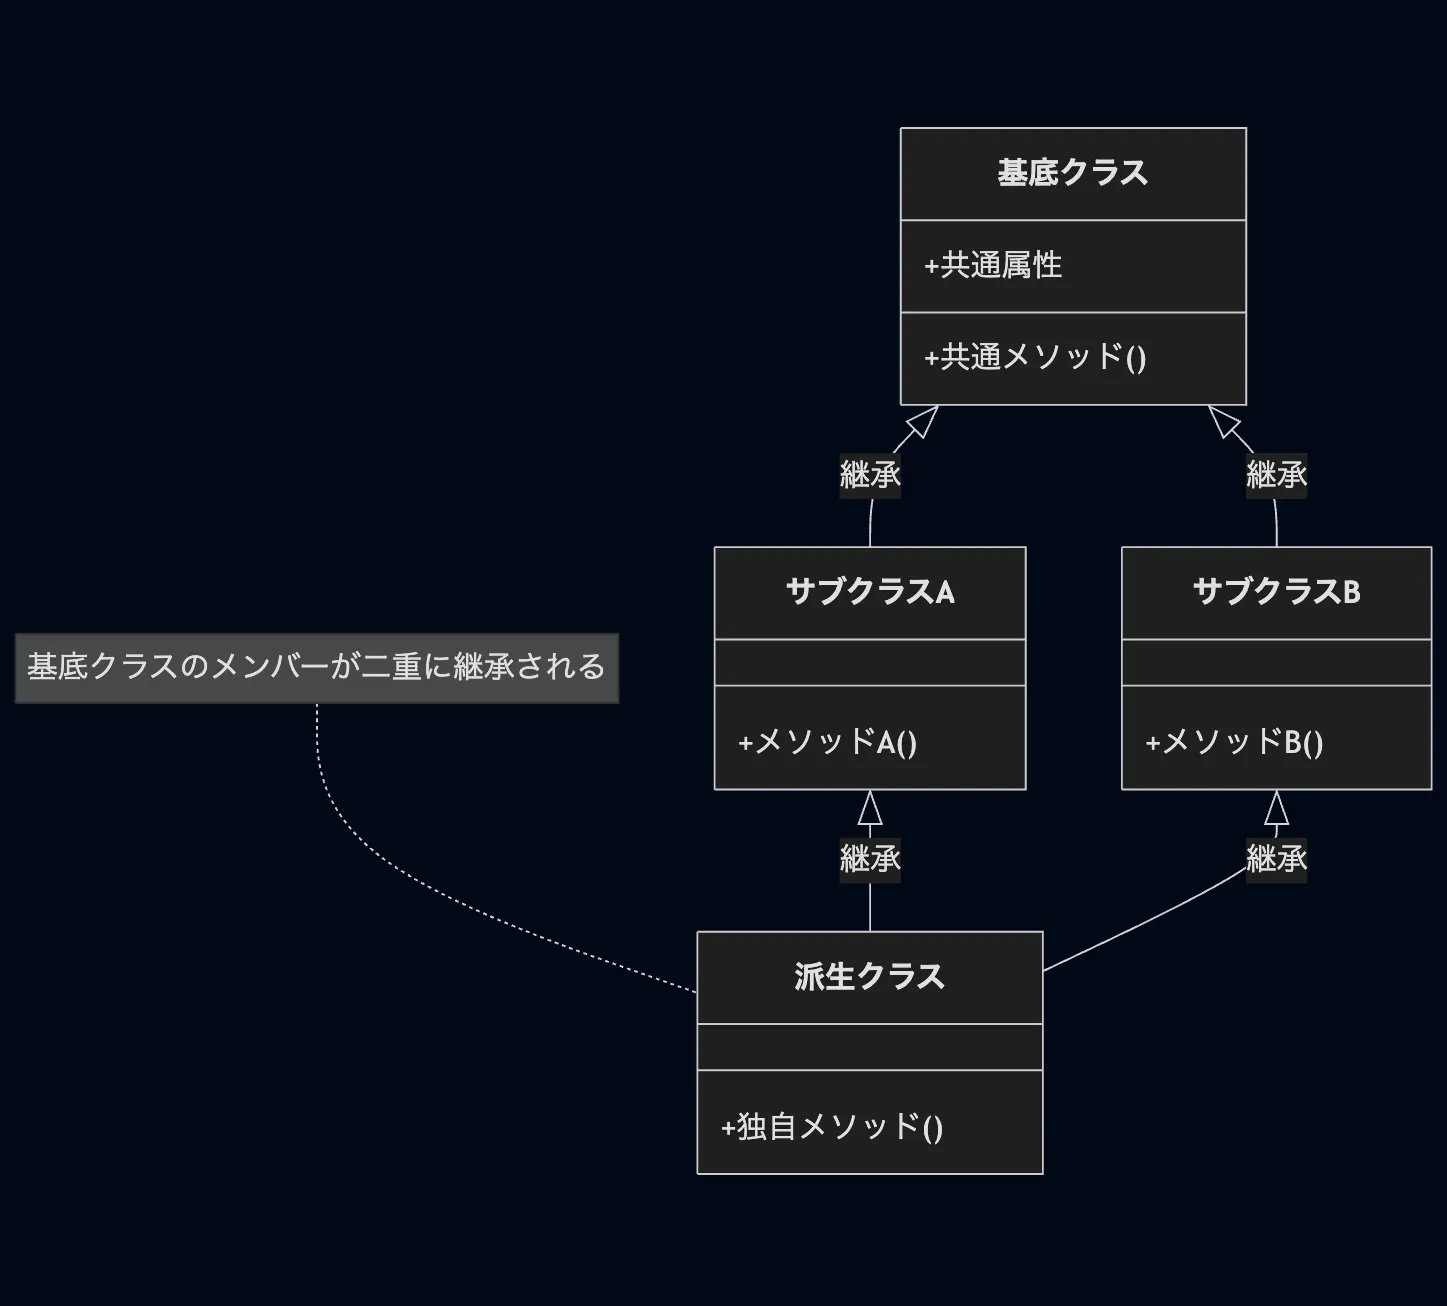 基底クラス
+共通属性
+共通メソッド()
継承
継承
サブクラスA
+メソッドA()
サブクラスB
+メソッドB()
基底クラスのメンバーが二重に継承される
継承
継承
派生クラス
+独自メソッド()